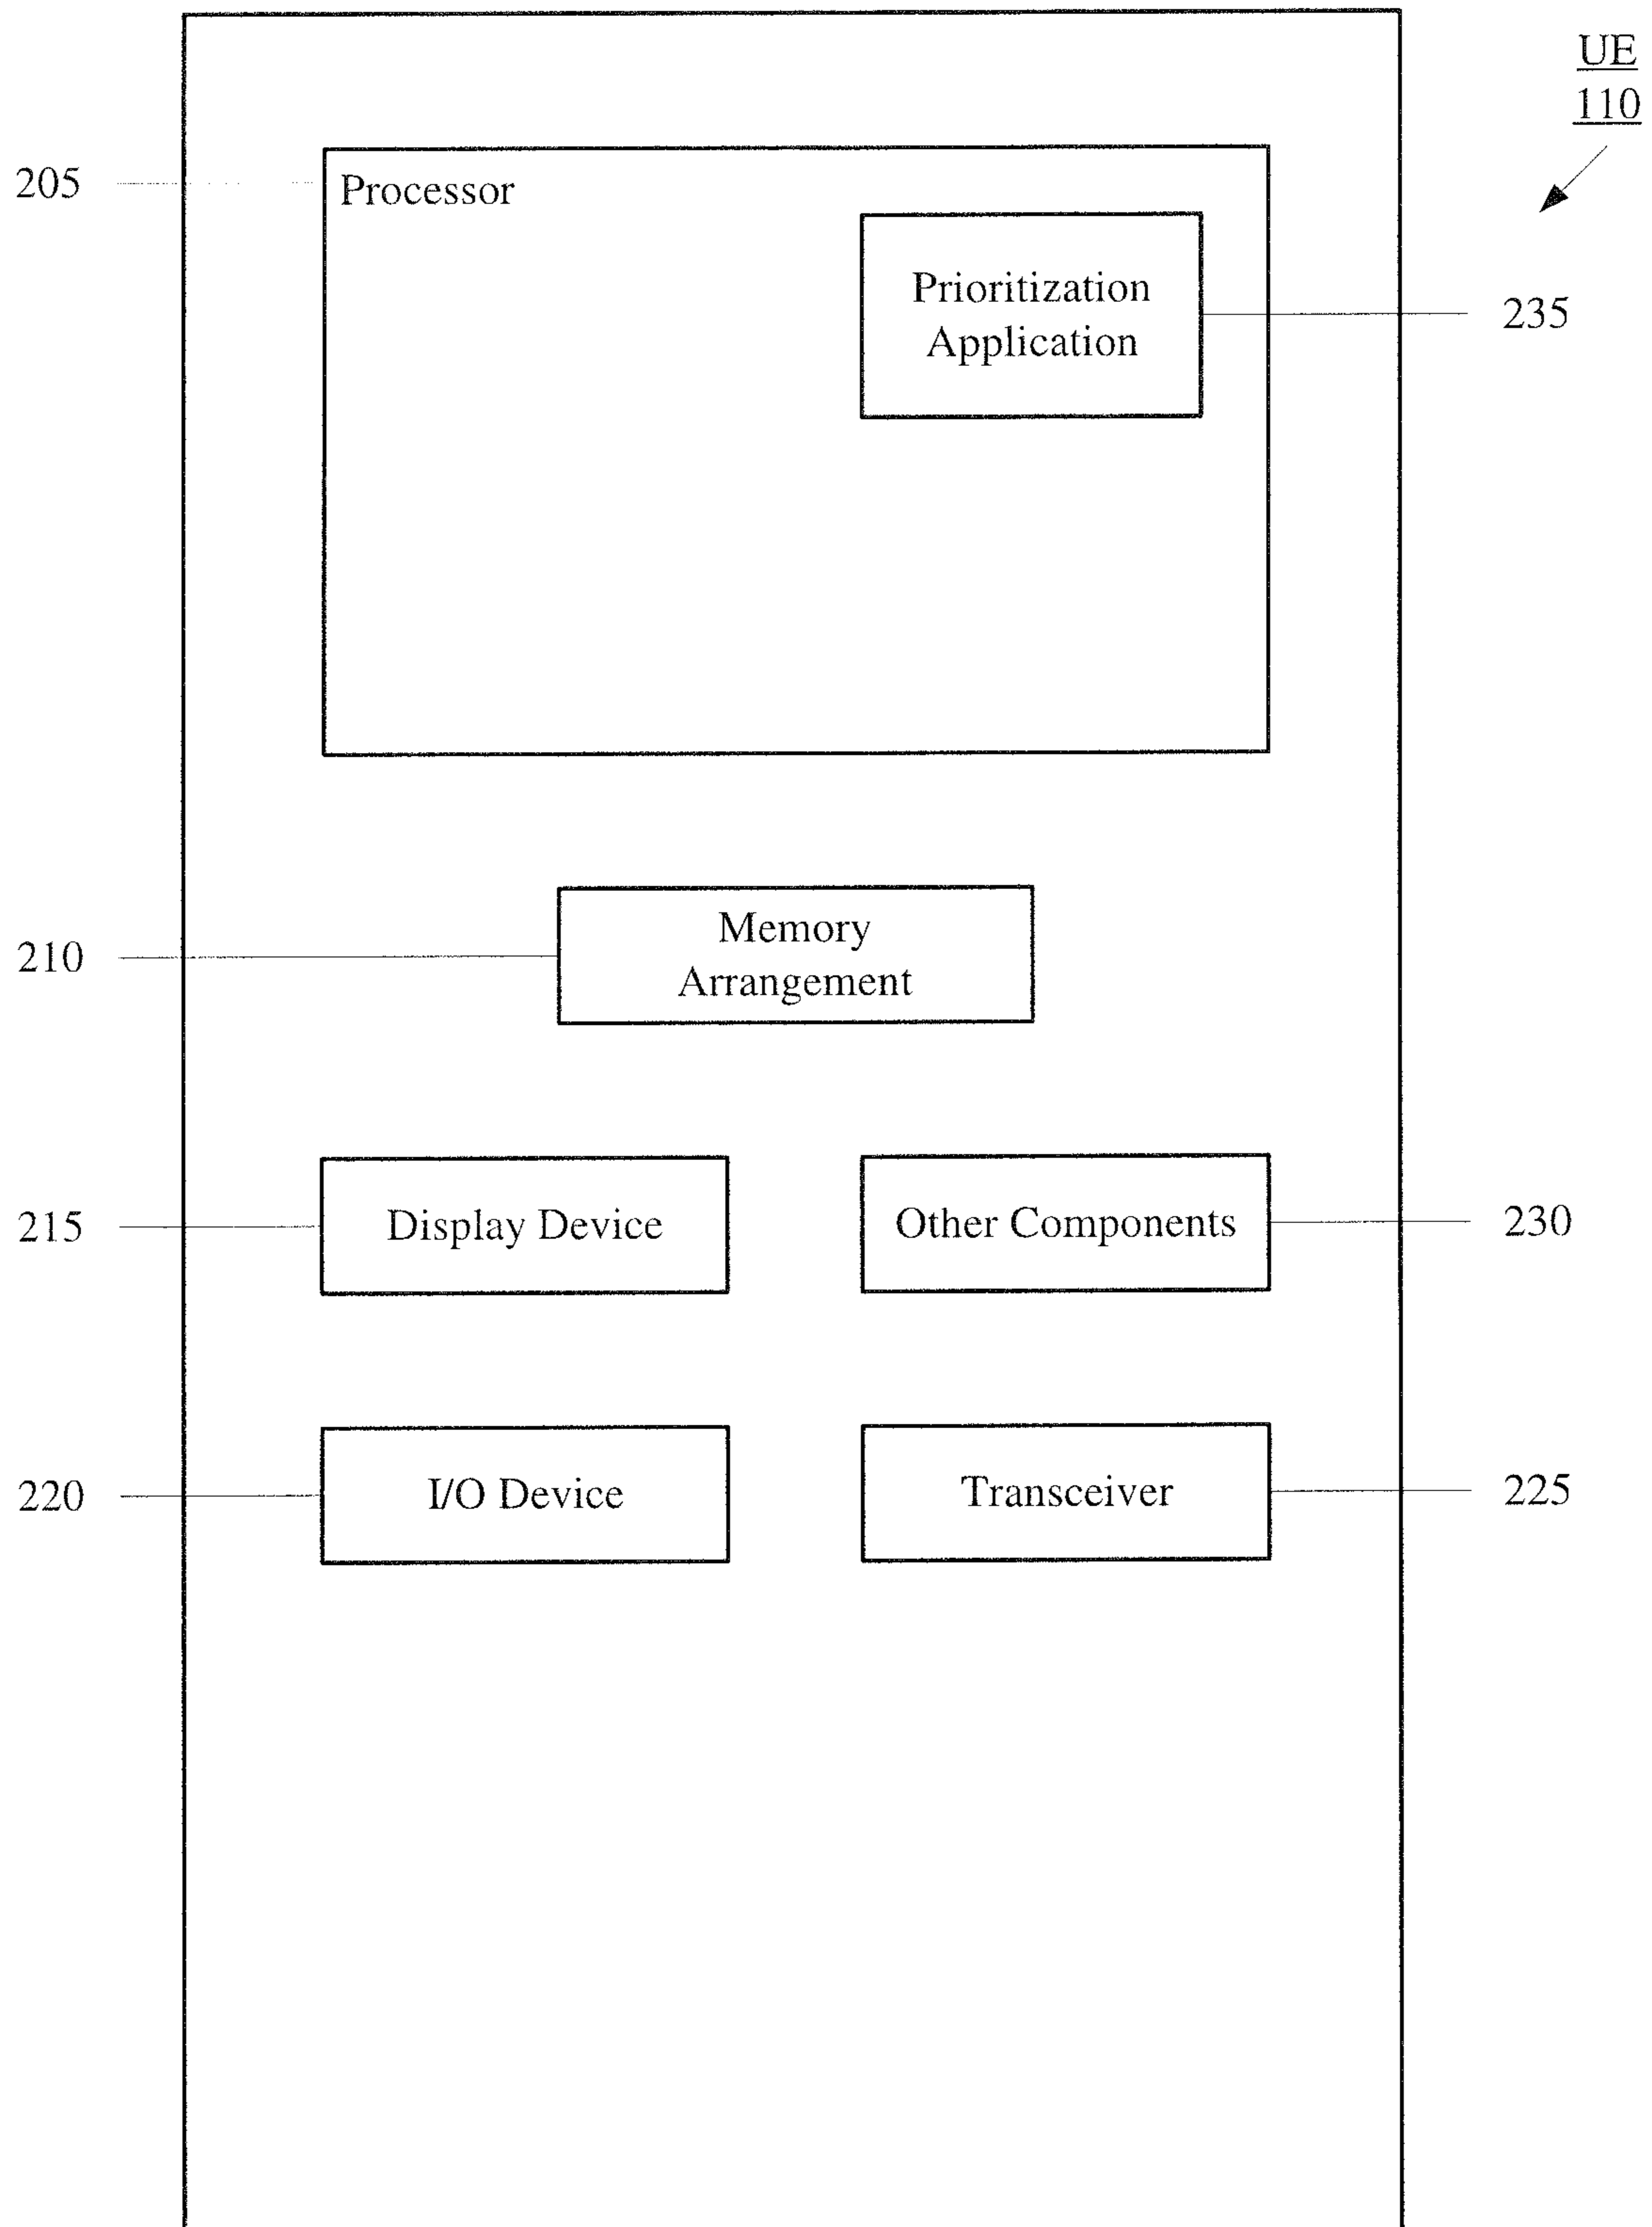 UE
110
205
Processor
Prioritization
Application
235
210
Memory
Arrangement
215
Display Device
Other Components
230
220
I/O Device
Transceiver
225